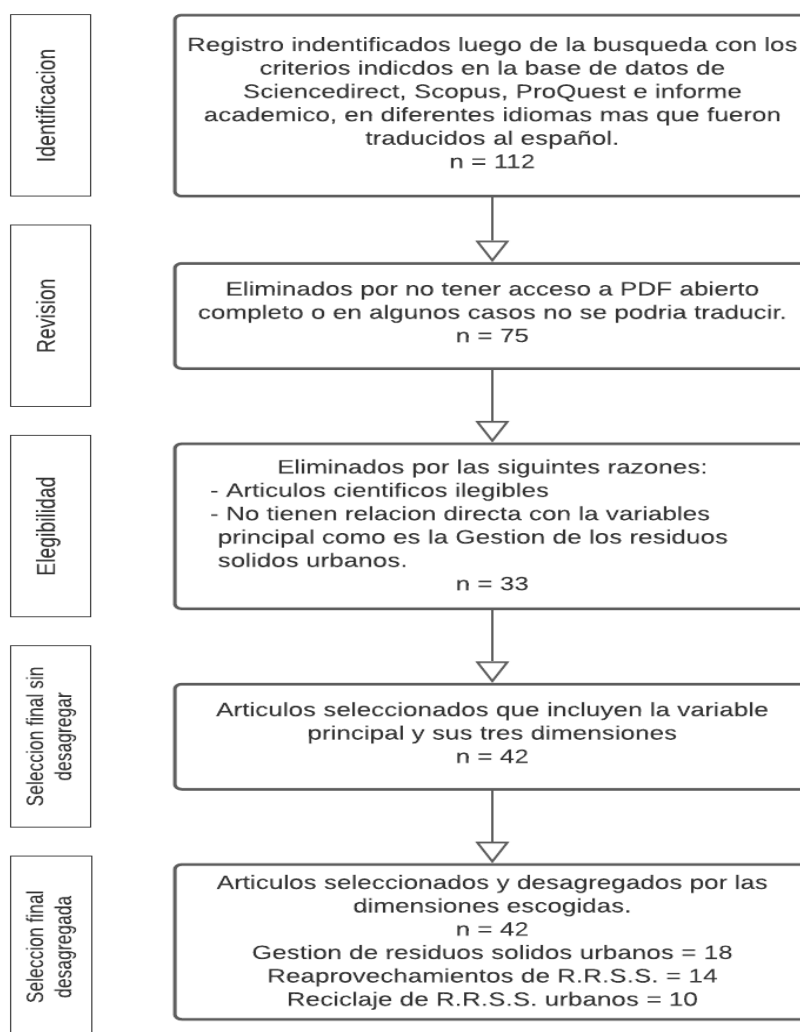 Identificacion
Registro indentificados luego de la busqueda con los
criterios indicdos en la base de datos de
Sciencedirect, Scopus, ProQuest e informe
academico, en diferentes idiomas mas que fueron
traducidos al español.
n = 112
Revision
Eliminados por no tener acceso a PDF abierto
completo o en algunos casos no se podria traducir.
n = 75
Elegibilidad
Eliminados por las siguintes razones:
- Articulos cientificos ilegibles
- No tienen relacion directa con la variables
principal como es la Gestion de los residuos
solidos urbanos.
n = 33
Seleccion final sin
desagregar
Articulos seleccionados que incluyen la variable
principal y sus tres dimensiones
n = 42
Seleccion final
desagregada
Articulos seleccionados y desagregados por las
dimensiones escogidas.
n = 42
Gestion de residuos solidos urbanos = 18
Reaprovechamientos de R.R.S.S. = 14
Reciclaje de R.R.S.S. urbanos = 10